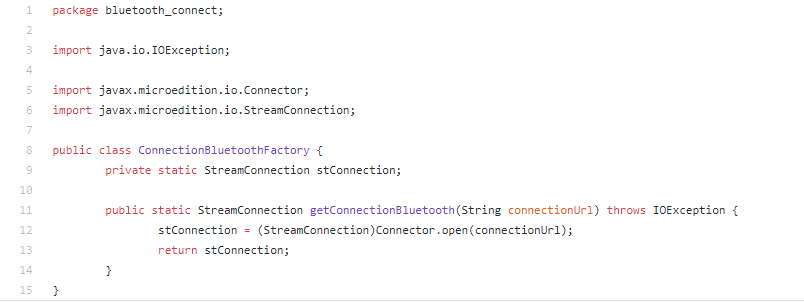 1 package bluetooth_connect;
2
3 import java.io.IOException;
4
5 import javax.microedition.io.Connector;
6 import javax.microedition.io.StreamConnection;
7
8 public class ConnectionBluetoothFactory {
9 private static StreamConnection stConnection;
10
11 public static StreamConnection getConnectionBluetooth(String connectionUrl) throws IOException {
12 stConnection = (StreamConnection)Connector.open(connectionUrl);
13 return stConnection;
14 }
15 }